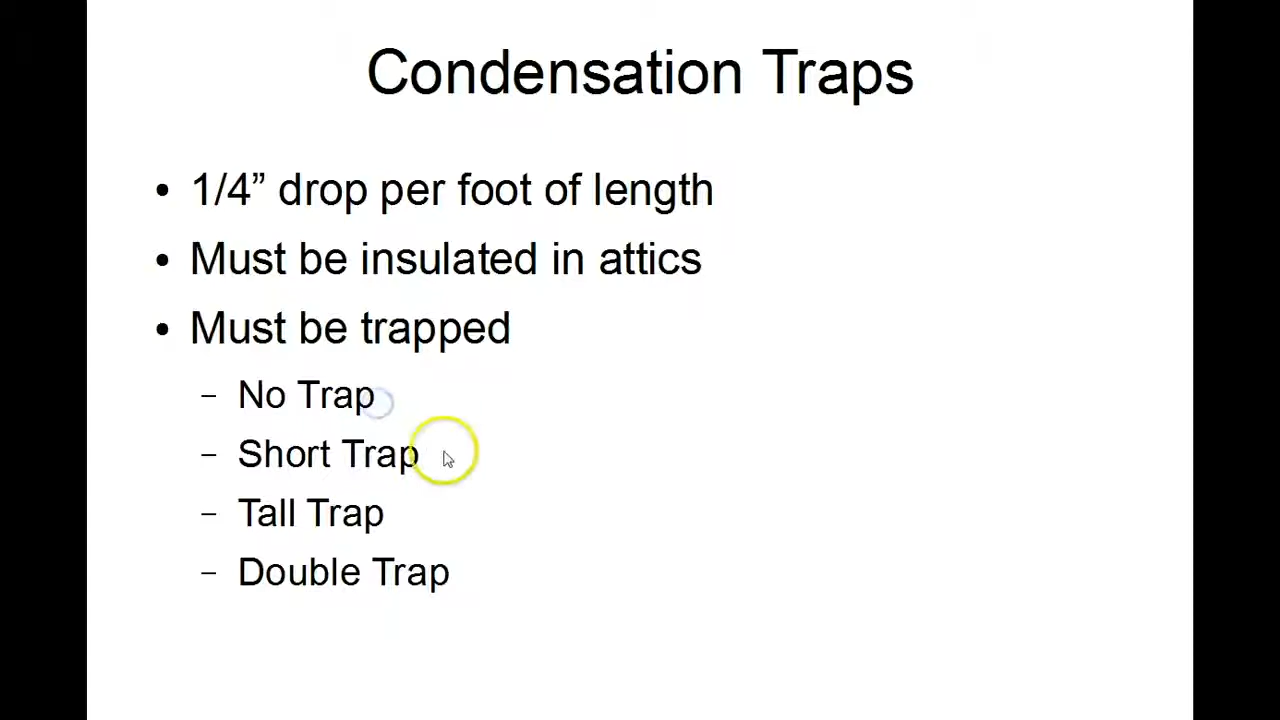 Condensation Traps
• 1/4” drop per foot of length
• Must be insulated in attics
• Must be trapped
– No Trap
– Short Trap
– Tall Trap
– Double Trap